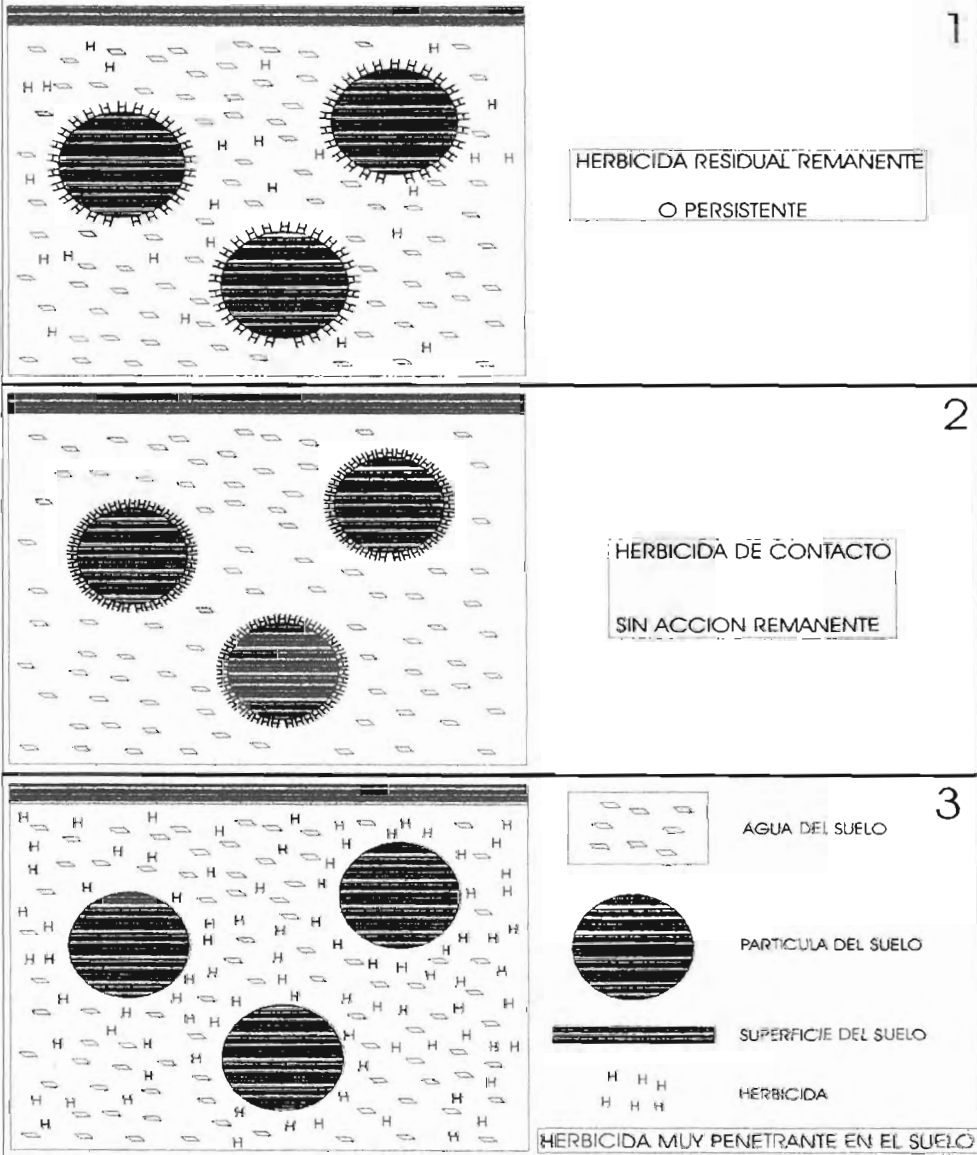 1
HERBICIDA RESIDUAL REMANENTE
O PERSISTENTE
2
HERBICIDA DE CONTACTO
SIN ACCION REMANENTE
3
AGUA DEL SUELO
PARTICULA DEL SUELO
SUPERFICIE DEL SUELO
HERBICIDA
HERBICIDA MUY PENETRANTE EN EL SUELO